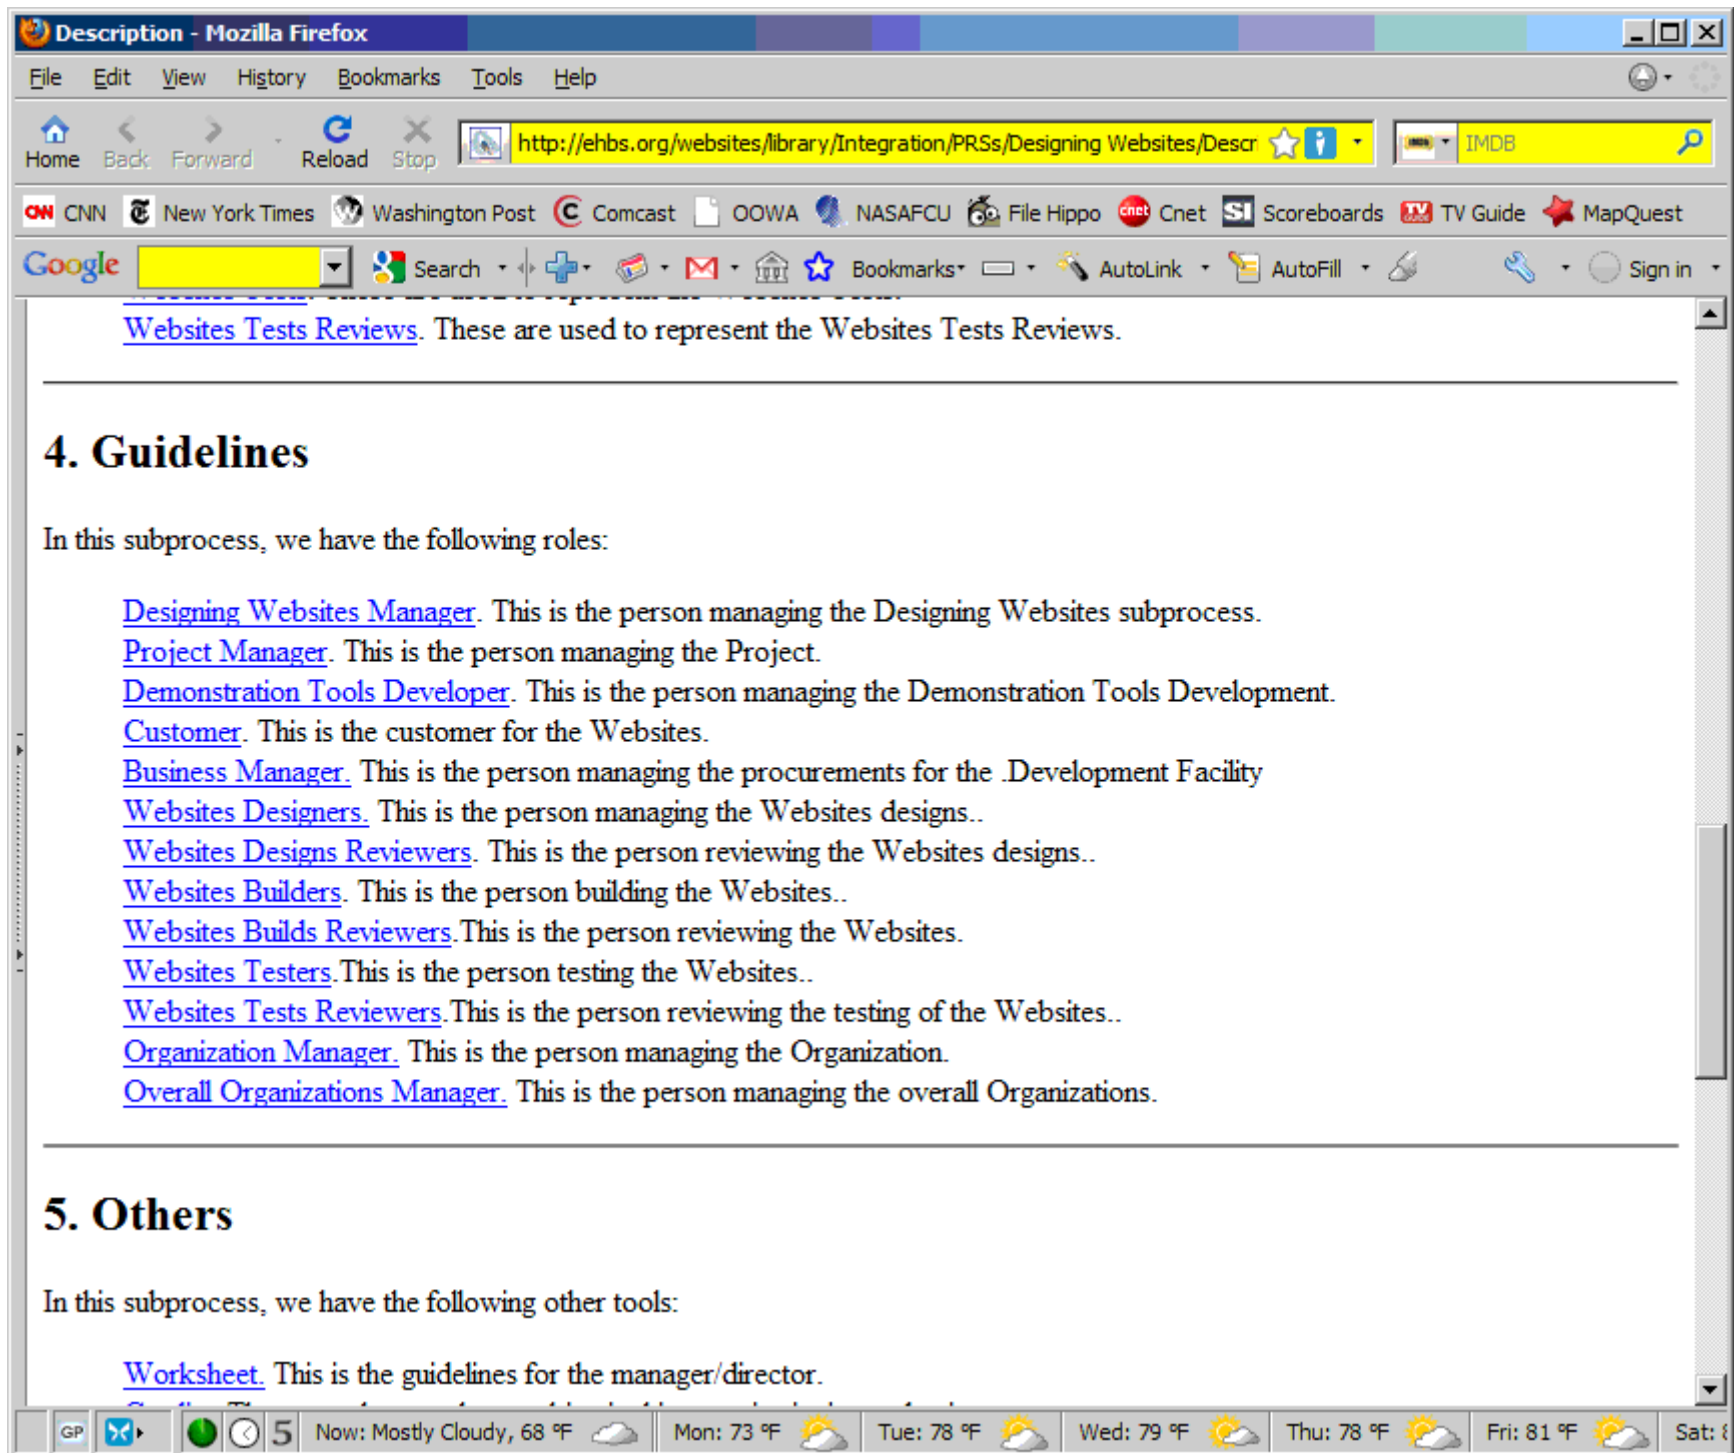 Description - Mozilla Firefox
File Edit View History Bookmarks Tools Help
Home Back Forward Reload Stop http://ehbs.org/websites/library/Integration/PRSs/Designing Websites/Descr IMDB
CNN CNN New York Times Washington Post Comcast OOWA NASAFCU File Hippo cnet Cnet SI Scoreboards TV Guide MapQuest
Google Search Bookmarks AutoLink AutoFill Sign in
Websites Tests Reviews. These are used to represent the Websites Tests Reviews.
4. Guidelines
In this subprocess, we have the following roles:
Designing Websites Manager. This is the person managing the Designing Websites subprocess.
Project Manager. This is the person managing the Project.
Demonstration Tools Developer. This is the person managing the Demonstration Tools Development.
Customer. This is the customer for the Websites.
Business Manager. This is the person managing the procurements for the .Development Facility
Websites Designers. This is the person managing the Websites designs..
Websites Designs Reviewers. This is the person reviewing the Websites designs..
Websites Builders. This is the person building the Websites..
Websites Builds Reviewers.This is the person reviewing the Websites.
Websites Testers.This is the person testing the Websites..
Websites Tests Reviewers.This is the person reviewing the testing of the Websites..
Organization Manager. This is the person managing the Organization.
Overall Organizations Manager. This is the person managing the overall Organizations.
5. Others
In this subprocess, we have the following other tools:
Worksheet. This is the guidelines for the manager/director.
GP 5 Now: Mostly Cloudy, 68 °F Mon: 73 °F Tue: 78 °F Wed: 79 °F Thu: 78 °F Fri: 81 °F Sat: